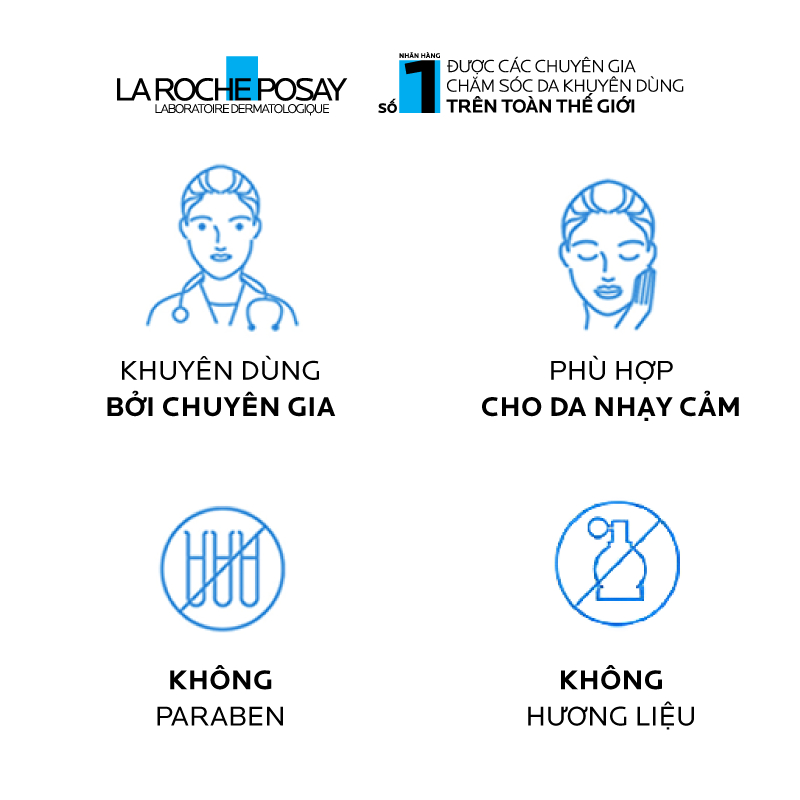 LA ROCHE POSAY
LABORATOIRE DERMATOLOGIQUE
NHÃN HÀNG
SỐ 1
ĐƯỢC CÁC CHUYÊN GIA
CHĂM SÓC DA KHUYÊN DÙNG
TRÊN TOÀN THẾ GIỚI
KHUYÊN DÙNG
BỞI CHUYÊN GIA
PHÙ HỢP
CHO DA NHẠY CẢM
KHÔNG
PARABEN
KHÔNG
HƯƠNG LIỆU